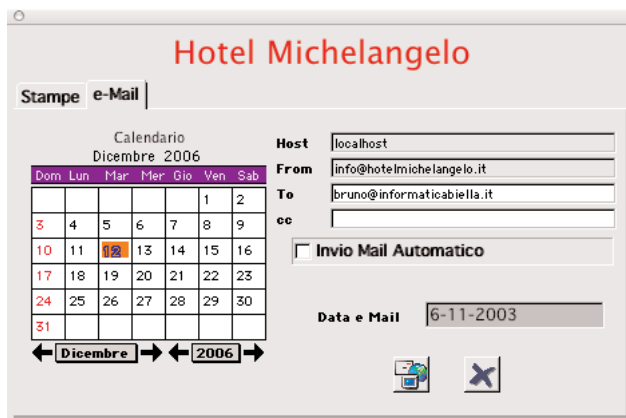 Hotel Michelangelo
Stampe e-Mail
Calendario
Dicembre 2006
Dom Lun Mar Mer Gio Ven Sab
1 2
3 4 5 6 7 8 9
10 11 12 13 14 15 16
17 18 19 20 21 22 23
24 25 26 27 28 29 30
31
Dicembre 2006
Host localhost
From info@hotelmichelangelo.it
To bruno@informaticabiella.it
cc
Invio Mail Automatico
Data e Mail 6-11-2003